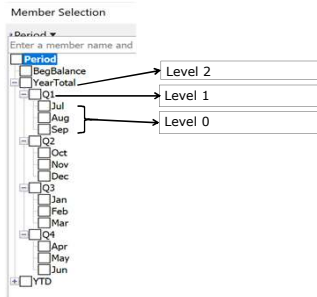 Member Selection
Period ▼
Enter a member name and
Period
BegBalance
YearTotal
Q1
Jul
Aug
Sep
Q2
Oct
Nov
Dec
Q3
Jan
Feb
Mar
Q4
Apr
May
Jun
YTD
Level 2
Level 1
Level 0